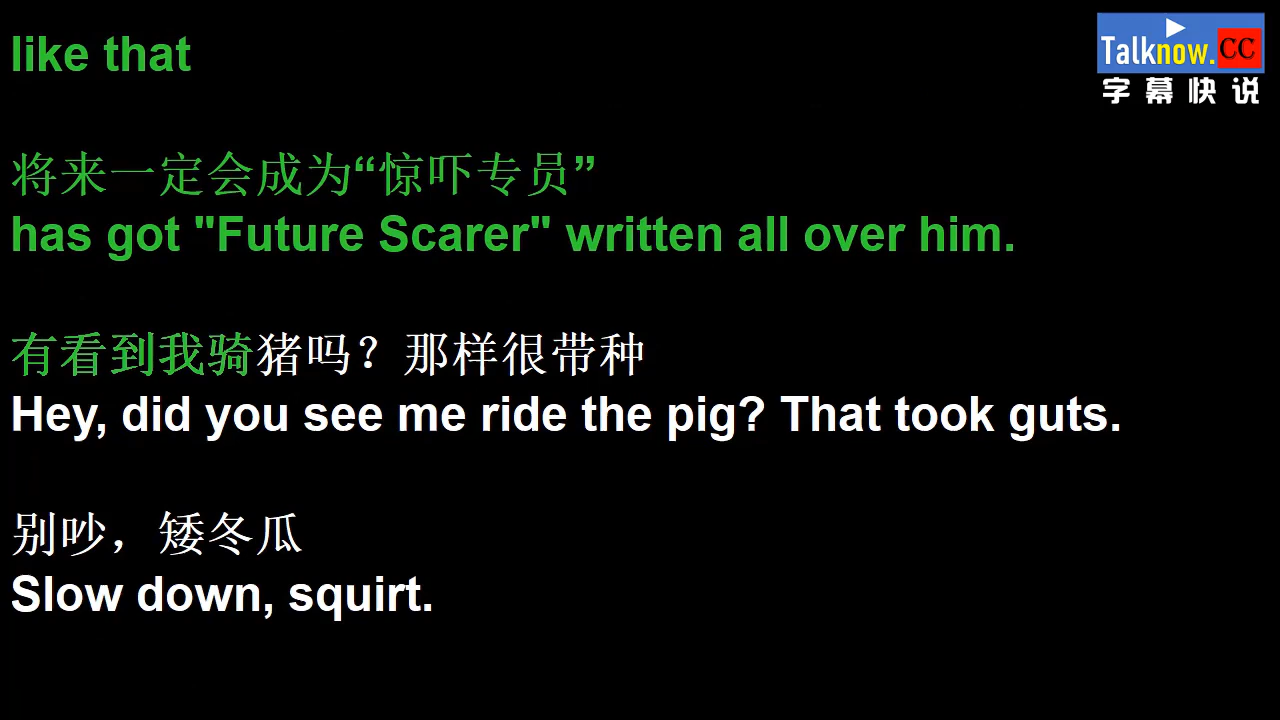 like that
Talknow.CC
字幕快说
将来一定会成为“惊吓专员”
has got "Future Scarer" written all over him.
有看到我骑猪吗？那样很带种
Hey, did you see me ride the pig? That took guts.
别吵，矮冬瓜
Slow down, squirt.